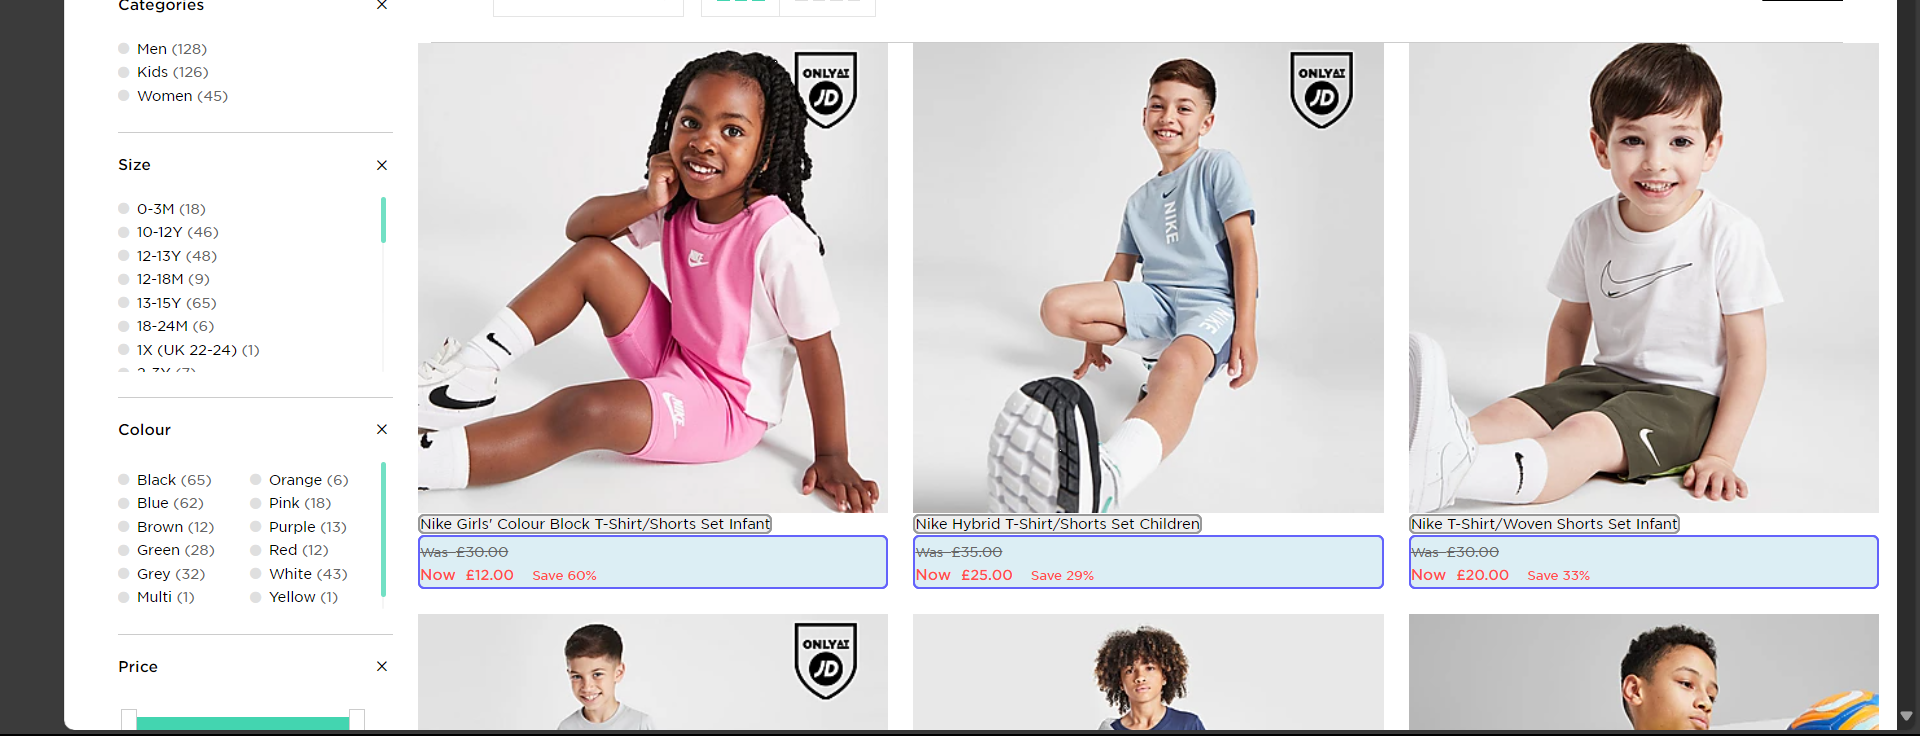 Categories
Men (128)
Kids (126)
Women (45)
Size
0-3M (18)
10-12Y (46)
12-13Y (48)
12-18M (9)
13-15Y (65)
18-24M (6)
1X (UK 22-24) (1)
Colour
Black (65)
Blue (62)
Brown (12)
Green (28)
Grey (32)
Multi (1)
Orange (6)
Pink (18)
Purple (13)
Red (12)
White (43)
Yellow (1)
Price
ONLY AT
JD
NIKE
Nike Girls' Colour Block T-Shirt/Shorts Set Infant
Was £30.00
Now £12.00 Save 60%
ONLY AT
JD
NIKE
NIKE
Nike Hybrid T-Shirt/Shorts Set Children
Was £35.00
Now £25.00 Save 29%
Nike T-Shirt/Woven Shorts Set Infant
Was £30.00
Now £20.00 Save 33%
ONLY AT
JD